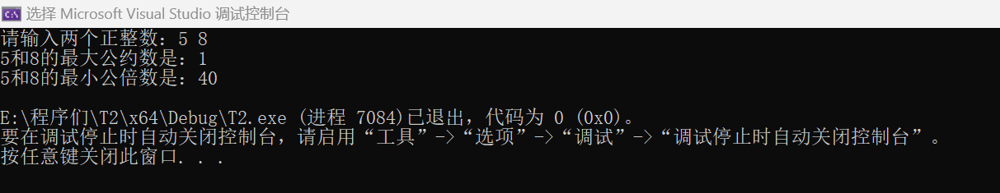 选择 Microsoft Visual Studio 调试控制台
请输入两个正整数：5 8
5和8的最大公约数是：1
5和8的最小公倍数是：40
E:\程序们\T2\x64\Debug\T2.exe (进程 7084)已退出，代码为 0 (0x0)。
要在调试停止时自动关闭控制台，请启用“工具”->“选项”->“调试”->“调试停止时自动关闭控制台”。
按任意键关闭此窗口. . .